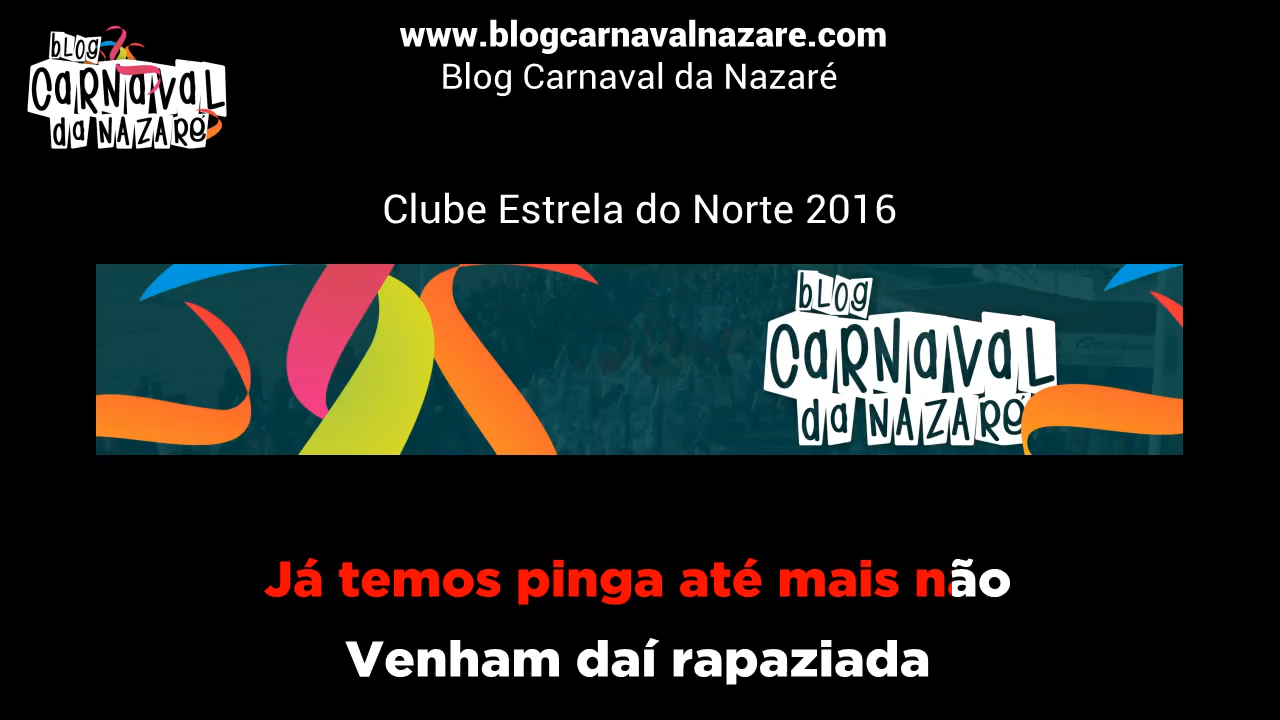 www.blogcarnavalnazare.com
Blog Carnaval da Nazaré
BLOG
CARNAVAL
da NAZARÉ
Clube Estrela do Norte 2016
BLOG
CARNAVAL
da NAZARÉ
Já temos pinga até mais não
Venham daí rapaziada